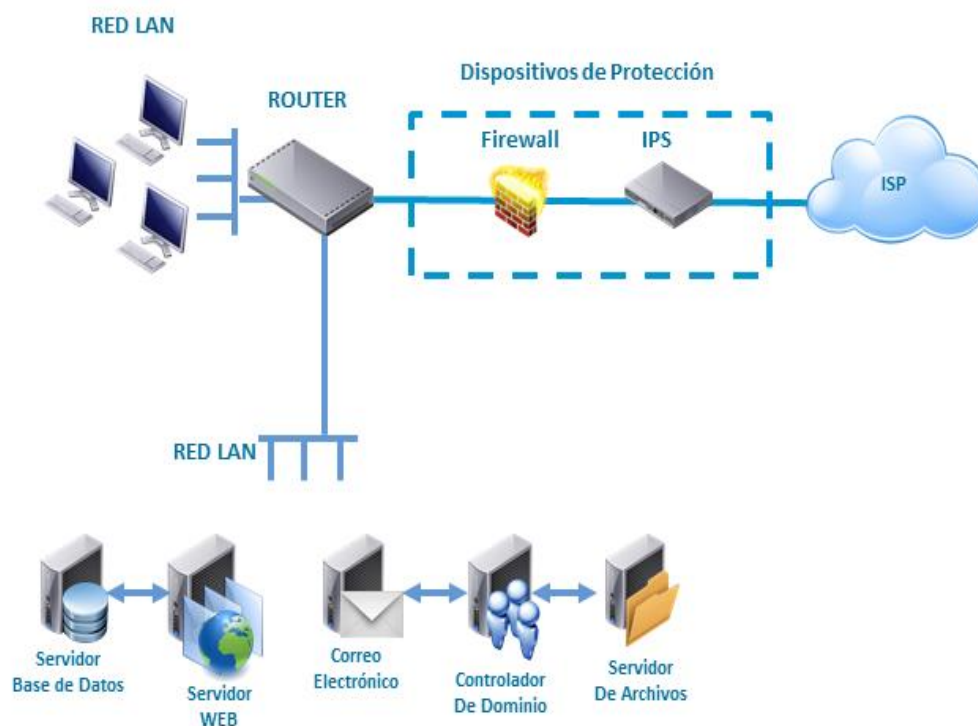 RED LAN
ROUTER
Dispositivos de Protección
Firewall
IPS
ISP
RED LAN
Servidor
Base de Datos
Servidor
WEB
Correo
Electrónico
Controlador
De Dominio
Servidor
De Archivos